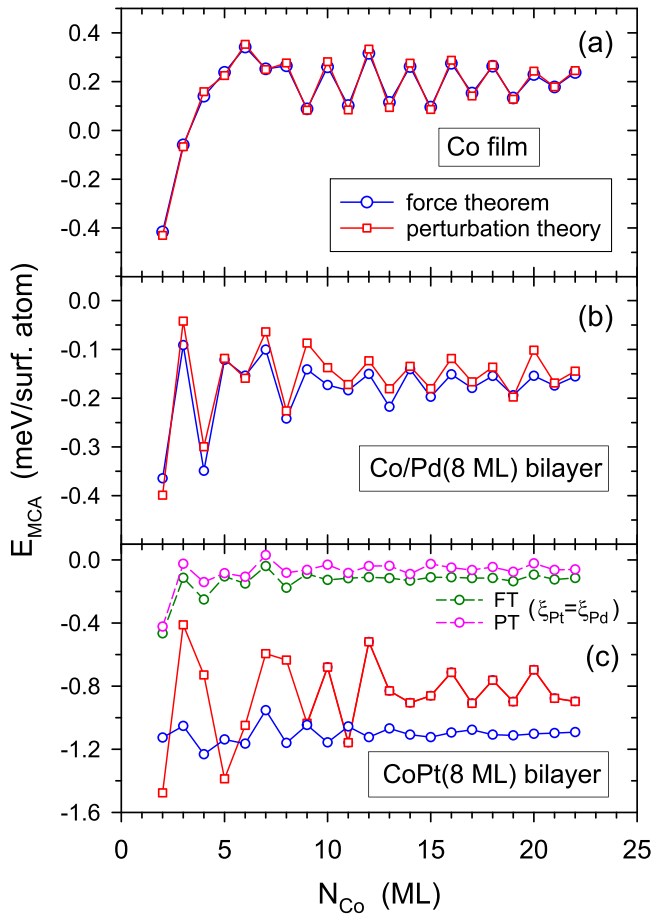 0.4
(a)
0.2
0.0
Co film
-0.2
force theorem
-0.4
perturbation theory
0.0
(b)
-0.1
-0.2
-0.3
Co/Pd(8 ML) bilayer
-0.4
E_MCA (meV/surf. atom)
0.0
FT
PT
(ξ_Pt=ξ_Pd)
-0.4
(c)
-0.8
-1.2
CoPt(8 ML) bilayer
-1.6
0 5 10 15 20 25
N_Co (ML)